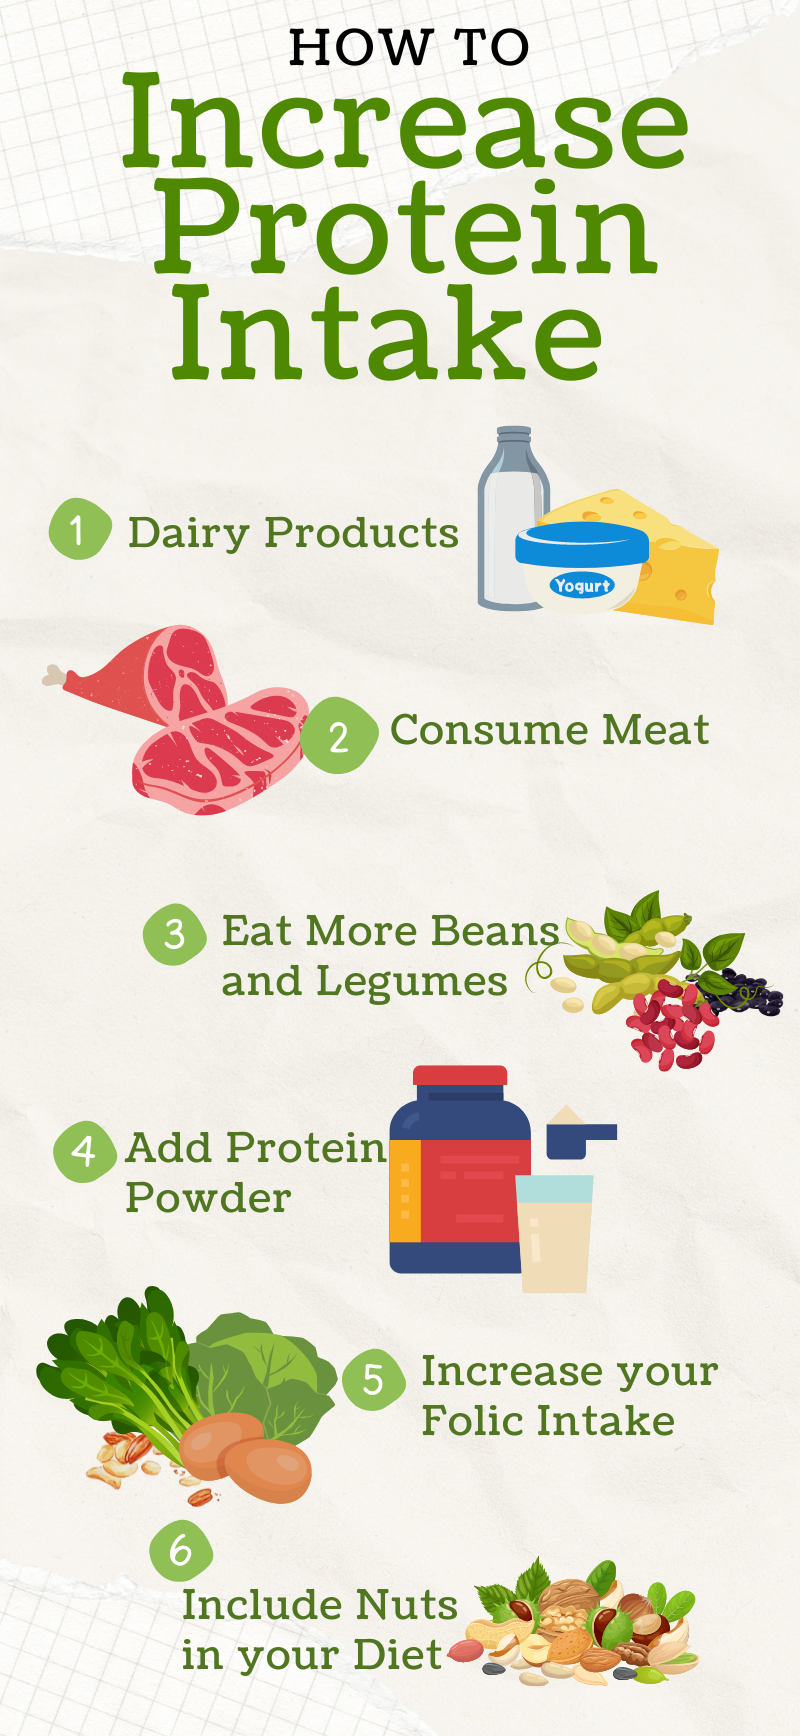 HOW TO
Increase
Protein
Intake
1
Dairy Products
Yogurt
2
Consume Meat
3
Eat More Beans
and Legumes
4
Add Protein
Powder
5
Increase your
Folic Intake
6
Include Nuts
in your Diet